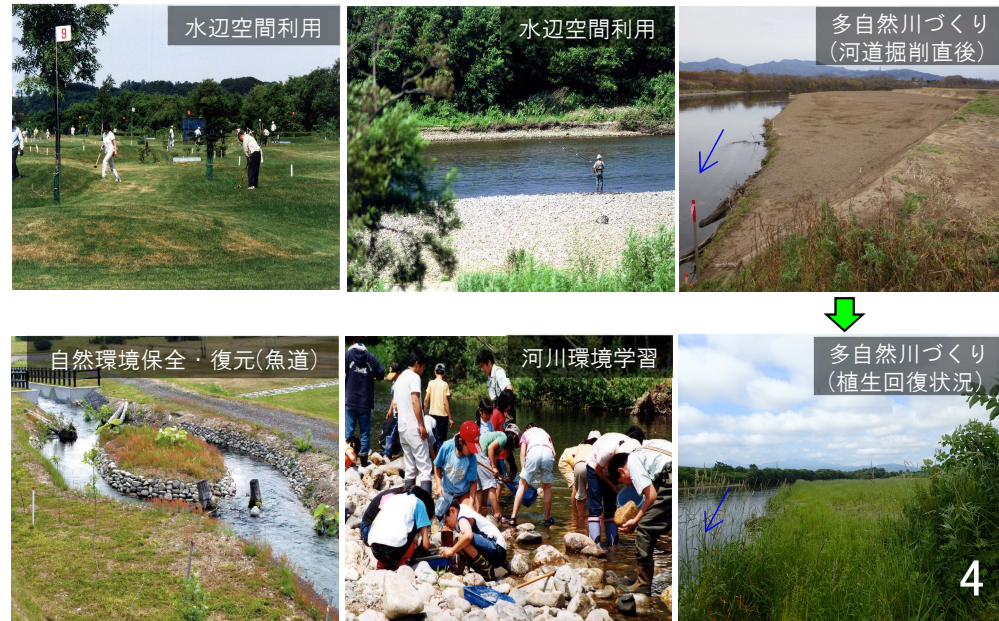 9
水辺空間利用
水辺空間利用
多自然川づくり
(河道掘削直後)
自然環境保全・復元(魚道)
河川環境学習
多自然川づくり
(植生回復状況)
4